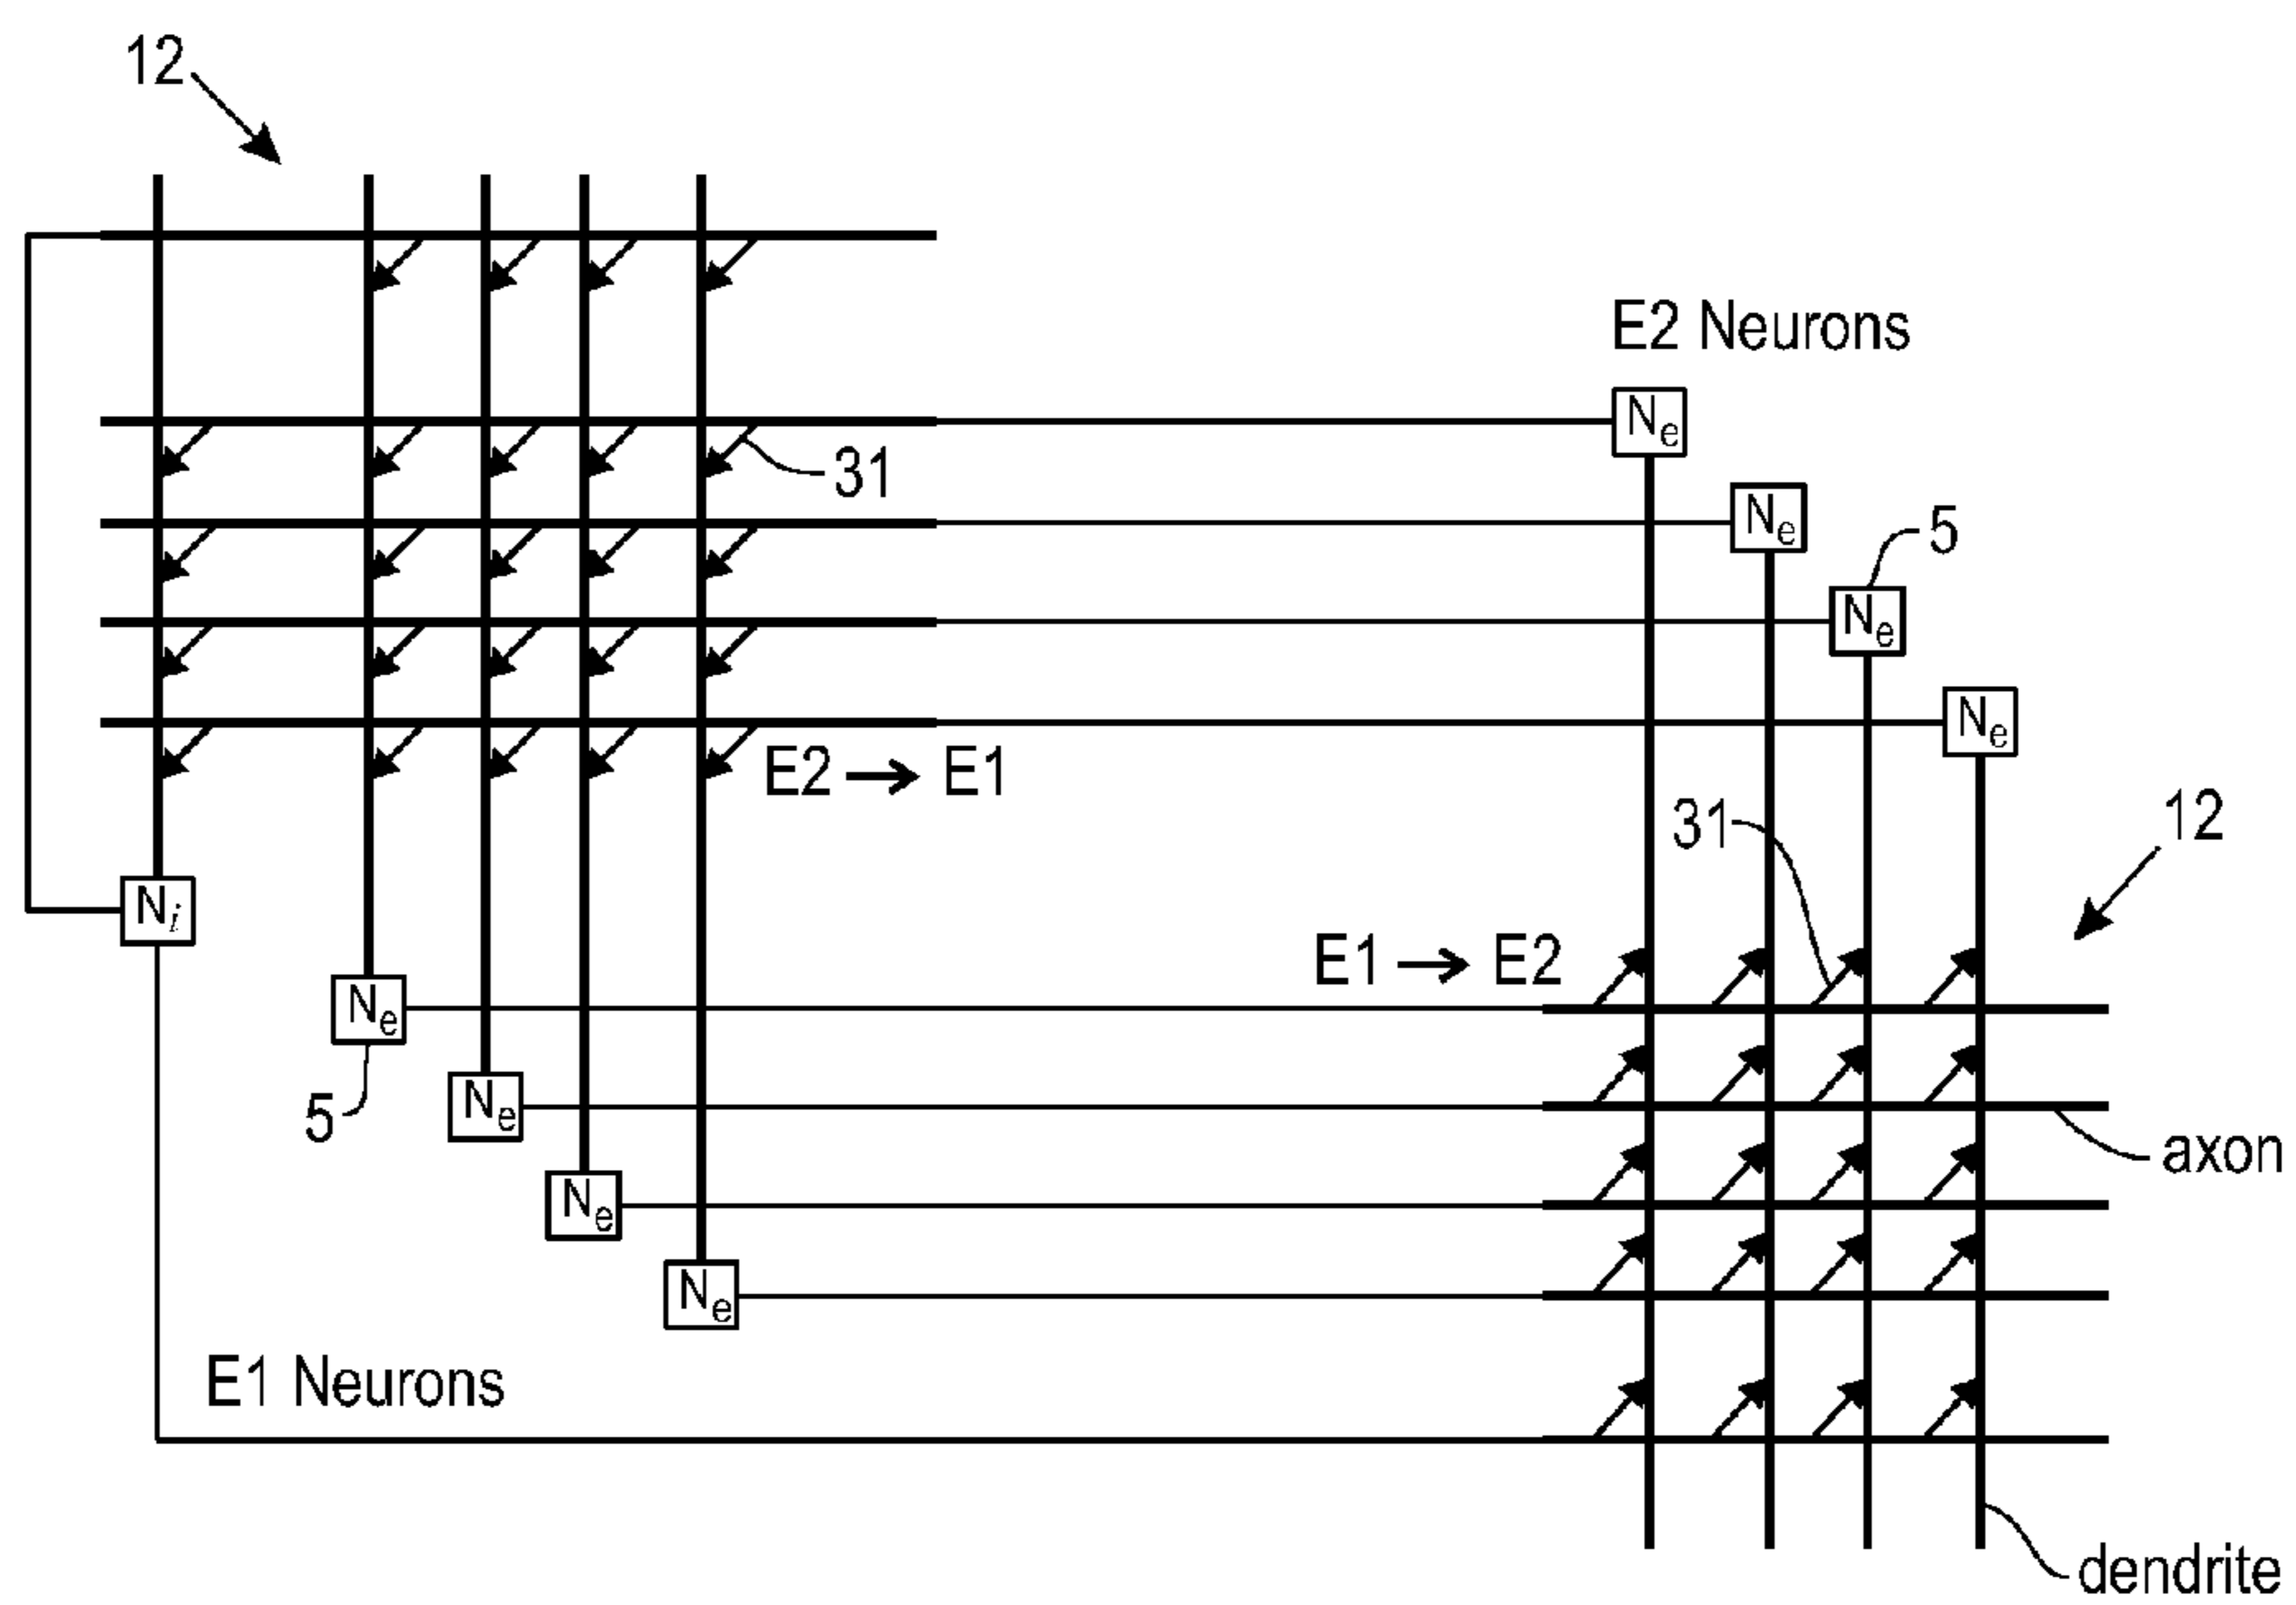 12
E2 Neurons
Ne
31
Ne
5
Ne
Ne
E2 → E1
31
12
Ni
E1 → E2
Ne
5
Ne
axon
Ne
Ne
E1 Neurons
dendrite